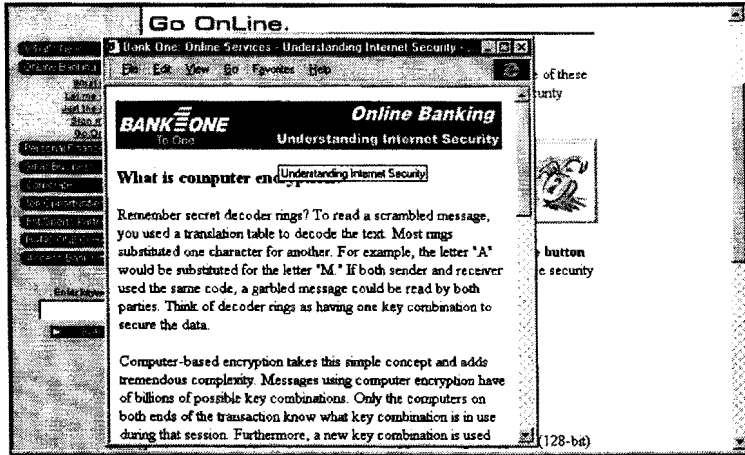 Go OnLine.
Bank One: Online Services - Understanding Internet Security - ...
File Edit View Go Favorites Help
e of these
curity
BANK ONE
To One
Online Banking
Understanding Internet Security
What is computer
Understanding Internet Security
Remember secret decoder rings? To read a scrambled message,
you used a translation table to decode the text. Most rings
substituted one character for another. For example, the letter "A"
would be substituted for the letter "M." If both sender and receiver
used the same code, a garbled message could be read by both
parties. Think of decoder rings as having one key combination to
secure the data.
e button
e security
Computer-based encryption takes this simple concept and adds
tremendous complexity. Messages using computer encryption have
of billions of possible key combinations. Only the computers on
both ends of the transaction know what key combination is in use
during that session. Furthermore, a new key combination is used
(128-bit)